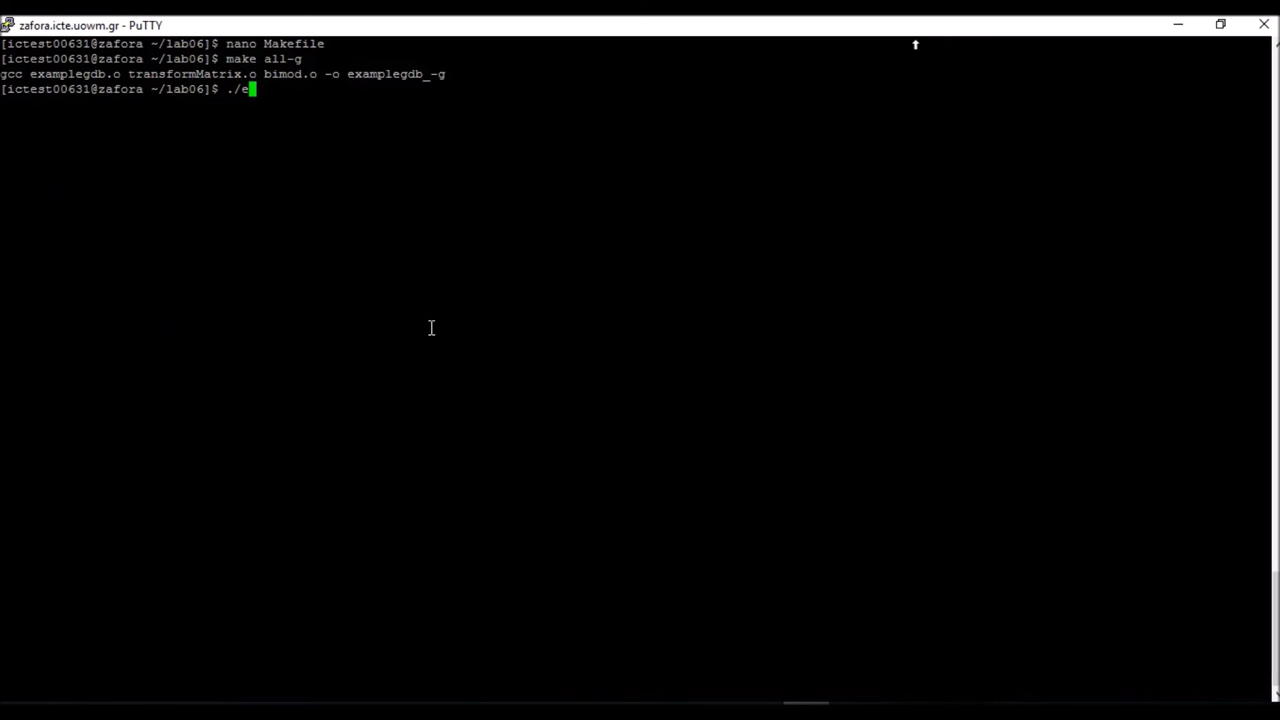 zafora.icte.uowm.gr - PuTTY
[ictest00631@zafora ~/lab06]$ nano Makefile
[ictest00631@zafora ~/lab06]$ make all-g
gcc examplegdb.o transformMatrix.o bimod.o -o examplegdb_-g
[ictest00631@zafora ~/lab06]$ ./e